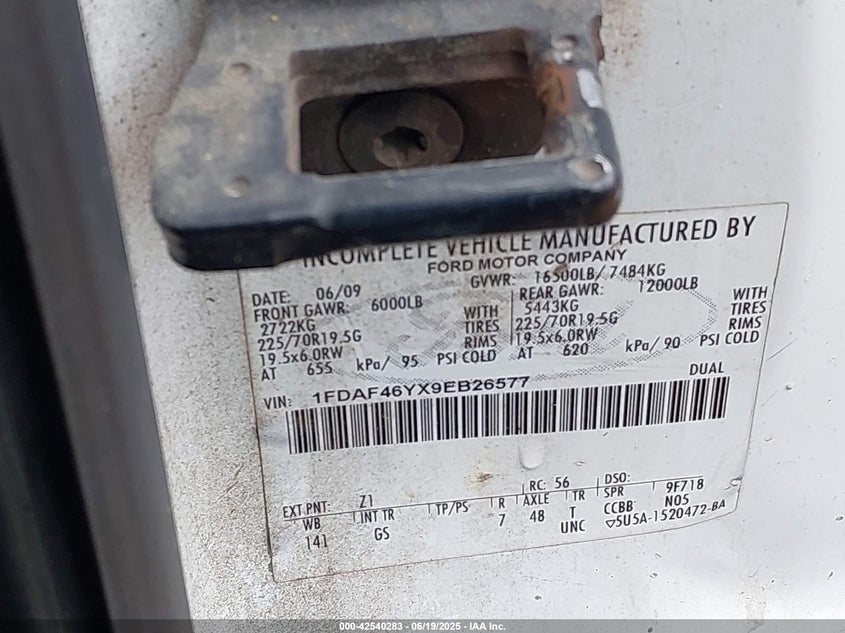 INCOMPLETE VEHICLE MANUFACTURED BY
FORD MOTOR COMPANY
DATE: 06/09 GVWR: 16500LB/ 7484KG
FRONT GAWR: 6000LB REAR GAWR: 12000LB
2722KG WITH 5443KG WITH
225/70R19.5G TIRES 225/70R19.5G TIRES
19.5x6.0RW RIMS 19.5x6.0RW RIMS
AT 655 kPa/ 95 PSI COLD AT 620 kPa/ 90 PSI COLD
VIN: 1FDAF46YX9EB26577 DUAL
EXT PNT: Z1 RC: 56 DSO:
WB INT TR TP/PS R AXLE TR SPR 9F718
141 GS 7 48 T CCBB N05
UNC 5U5A-1520472-BA
000-42540283 - 06/19/2025 - IAA Inc.